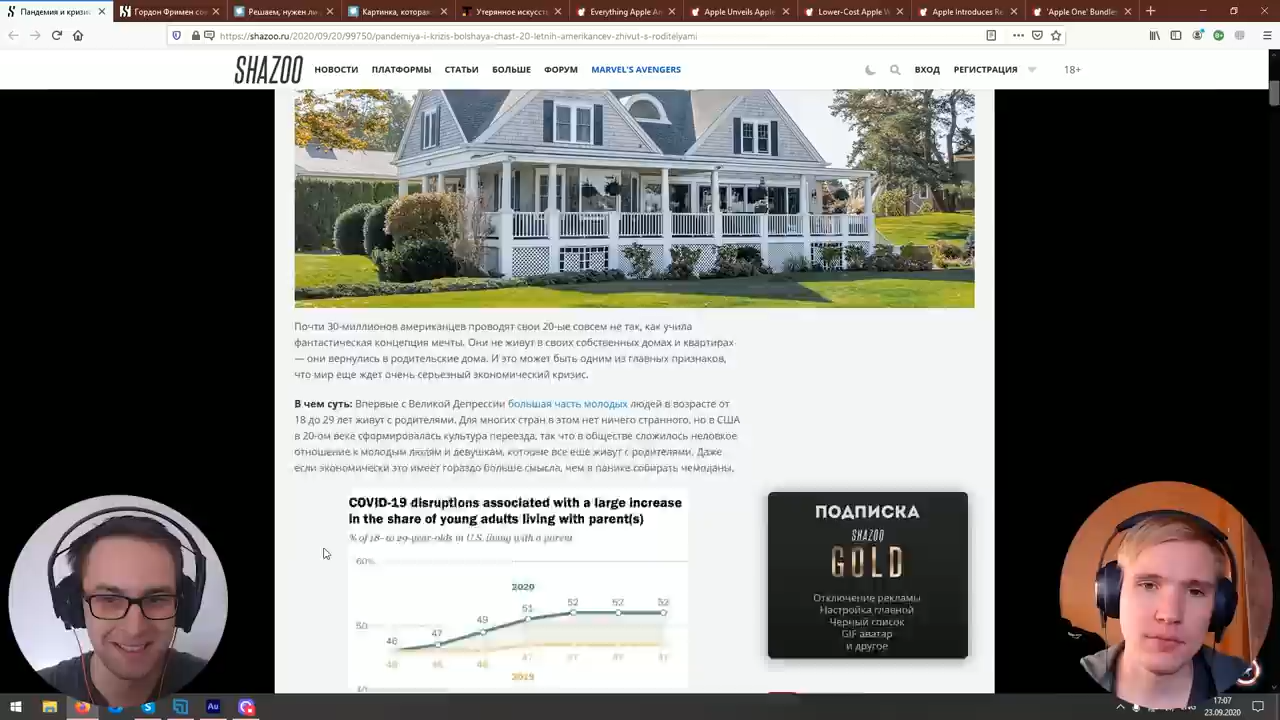 Пандемия и кризи
Гордон Фримен со
Решаем, нужен ли
Картинка, которая
Утерянное искусст
Everything Apple An
Apple Unveils Apple
Lower-Cost Apple W
Apple Introduces Re
'Apple One' Bundle
https://shazoo.ru/2020/09/20/99750/pandemiya-i-krizis-bolshaya-chast-20-letnih-amerikancev-zhivut-s-roditelyami
SHAZOO НОВОСТИ ПЛАТФОРМЫ СТАТЬИ БОЛЬШЕ ФОРУМ MARVEL'S AVENGERS ВХОД РЕГИСТРАЦИЯ 18+
Почти 30-миллионов американцев проводят свои 20-ые совсем не так, как учила
фантастическая концепция мечты. Они не живут в своих собственных домах и квартирах
— они вернулись в родительские дома. И это может быть одним из главных признаков,
что мир еще ждет очень серьезный экономический кризис.
В чем суть: Впервые с Великой Депрессии большая часть молодых людей в возрасте от
18 до 29 лет живут с родителями. Для многих стран в этом нет ничего странного, но в США
в 20-ом веке сформировалась культура переезда, так что в обществе сложилось неловкое
отношение к молодым людям и девушкам, которые все еще живут с родителями. Даже
если экономически это имеет гораздо больше смысла, чем в панике собирать чемоданы.
COVID-19 disruptions associated with a large increase
in the share of young adults living with parent(s)
% of 18- to 29-year-olds in U.S. living with a parent
60%
2020
46 47 49 51 52 52 52
50
47
2019
ПОДПИСКА
SHAZOO
GOLD
Отключение рекламы
Настройка главной
Черный список
GIF аватар
и другое
Au
17:07
23.09.2020